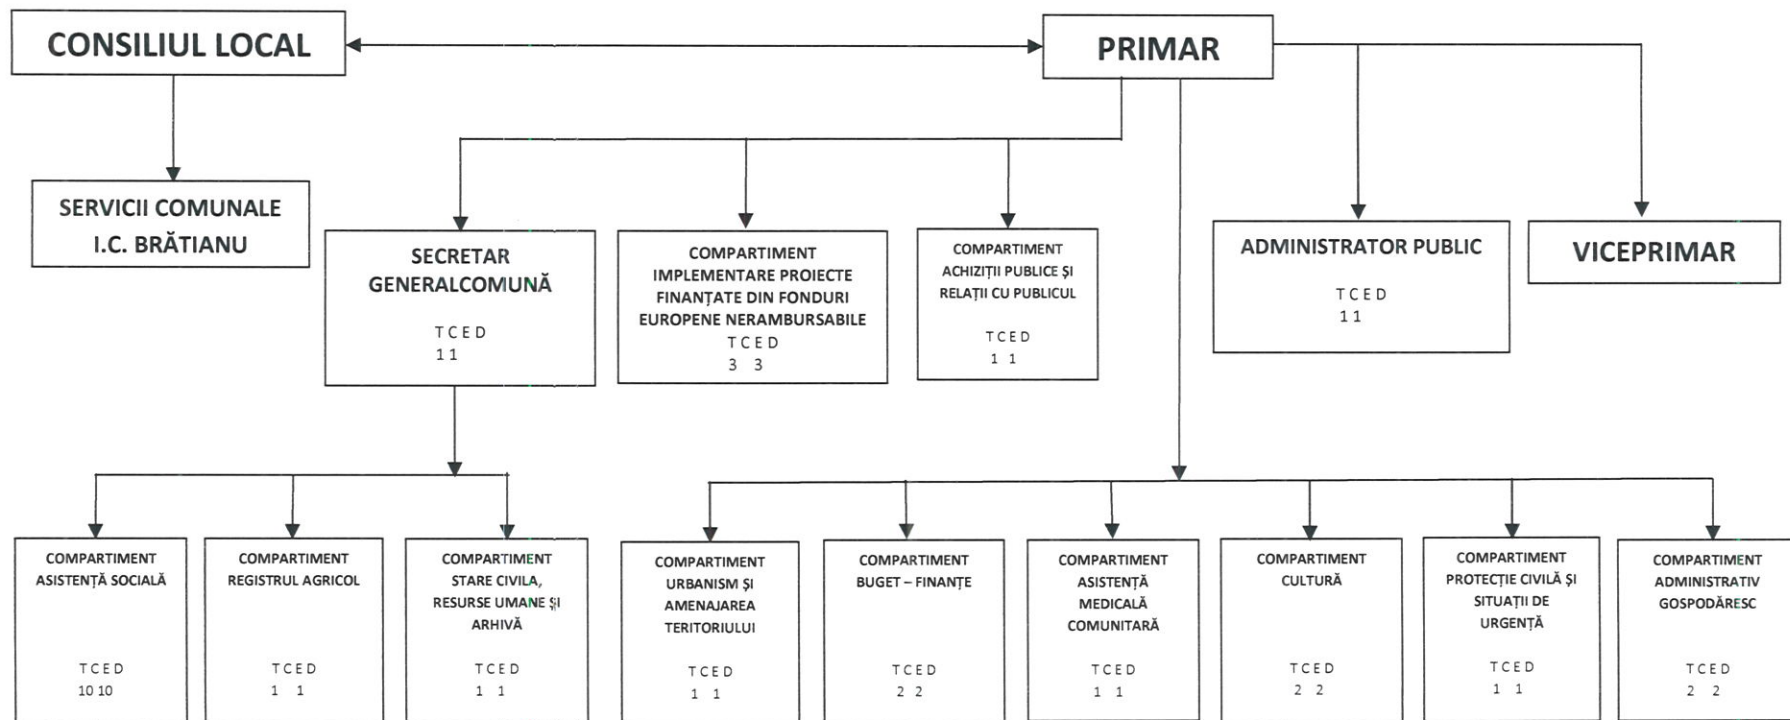 CONSILIUL LOCAL
PRIMAR
SERVICII COMUNALE
I.C. BRĂTIANU
SECRETAR
GENERALCOMUNĂ
T C E D
1 1
COMPARTIMENT
IMPLEMENTARE PROIECTE
FINANȚATE DIN FONDURI
EUROPENE NERAMBURSABILE
T C E D
3 3
COMPARTIMENT
ACHIZIȚII PUBLICE ȘI
RELAȚII CU PUBLICUL
T C E D
1 1
ADMINISTRATOR PUBLIC
T C E D
1 1
VICEPRIMAR
COMPARTIMENT
ASISTENȚĂ SOCIALĂ
T C E D
10 10
COMPARTIMENT
REGISTRUL AGRICOL
T C E D
1 1
COMPARTIMENT
STARE CIVILA,
RESURSE UMANE ȘI
ARHIVĂ
T C E D
1 1
COMPARTIMENT
URBANISM ȘI
AMENAJAREA
TERITORIULUI
T C E D
1 1
COMPARTIMENT
BUGET – FINANȚE
T C E D
2 2
COMPARTIMENT
ASISTENȚĂ
MEDICALĂ
COMUNITARĂ
T C E D
1 1
COMPARTIMENT
CULTURĂ
T C E D
2 2
COMPARTIMENT
PROTECȚIE CIVILĂ ȘI
SITUAȚII DE
URGENȚĂ
T C E D
1 1
COMPARTIMENT
ADMINISTRATIV
GOSPODĂRESC
T C E D
2 2